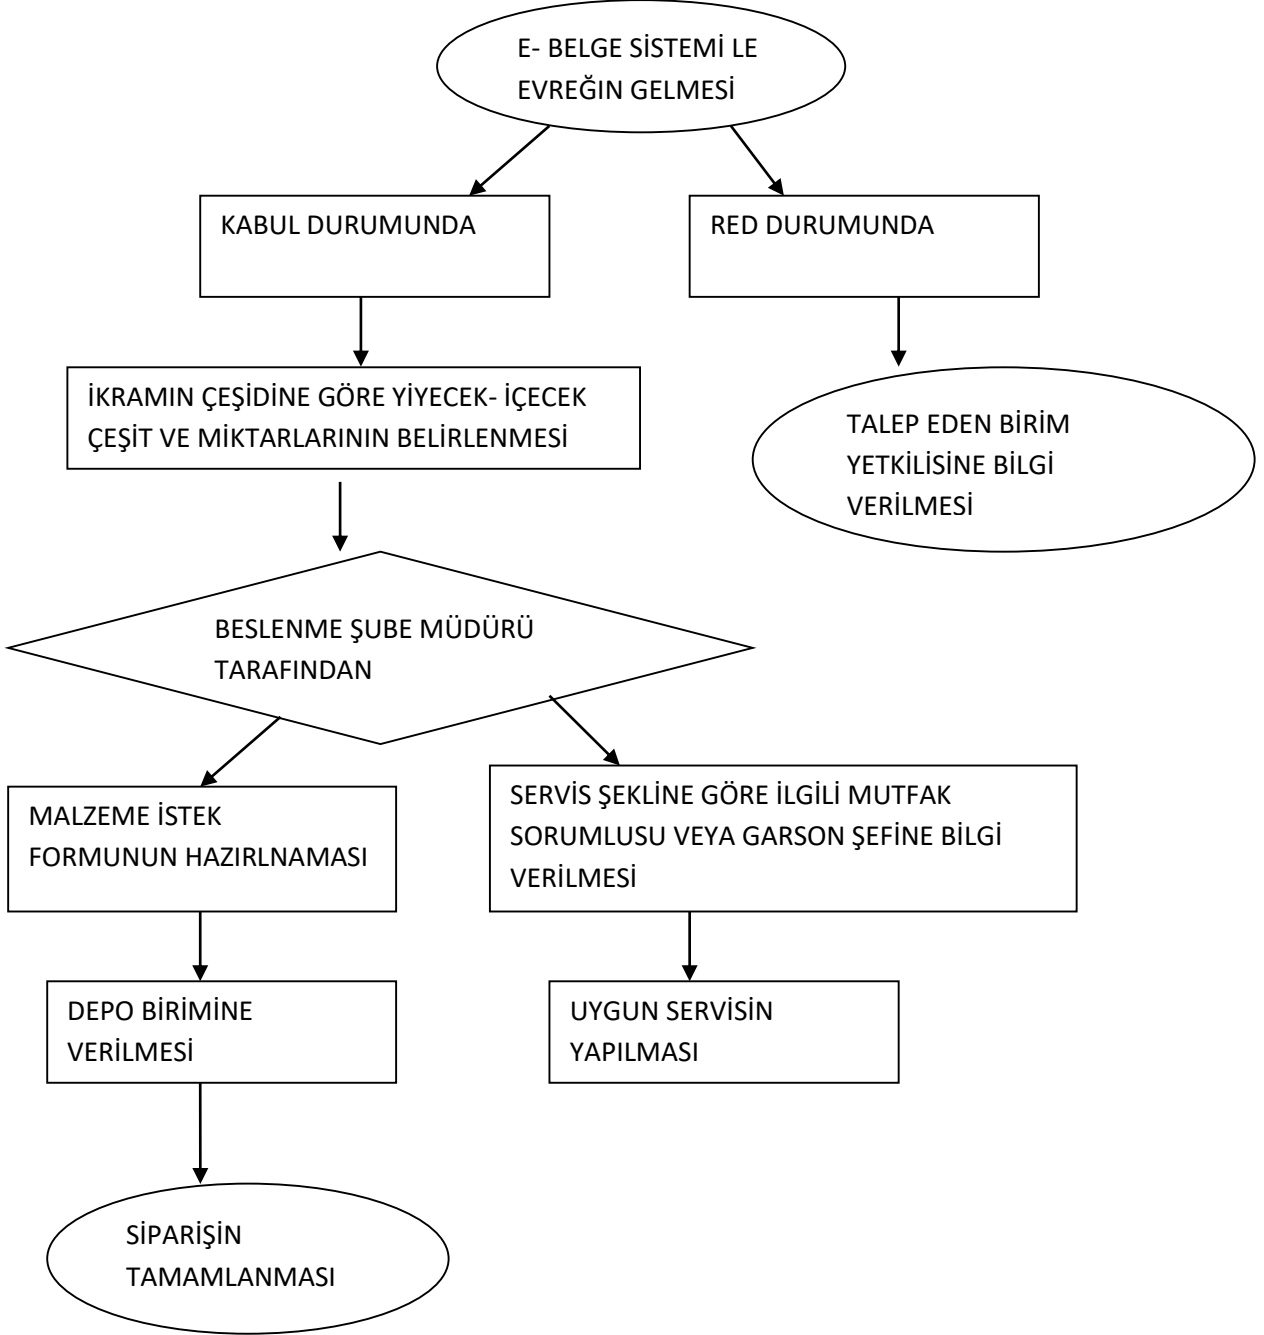 E- BELGE SİSTEMİ LE
EVREĞIN GELMESİ
KABUL DURUMUNDA
RED DURUMUNDA
İKRAMIN ÇEŞİDİNE GÖRE YİYECEK- İÇECEK
ÇEŞİT VE MİKTARLARININ BELİRLENMESİ
TALEP EDEN BİRİM
YETKİLİSİNE BİLGİ
VERİLMESİ
BESLENME ŞUBE MÜDÜRÜ
TARAFINDAN
MALZEME İSTEK
FORMUNUN HAZIRLNAMASI
SERVİS ŞEKLİNE GÖRE İLGİLİ MUTFAK
SORUMLUSU VEYA GARSON ŞEFİNE BİLGİ
VERİLMESİ
DEPO BİRİMİNE
VERİLMESİ
UYGUN SERVİSİN
YAPILMASI
SİPARİŞİN
TAMAMLANMASI